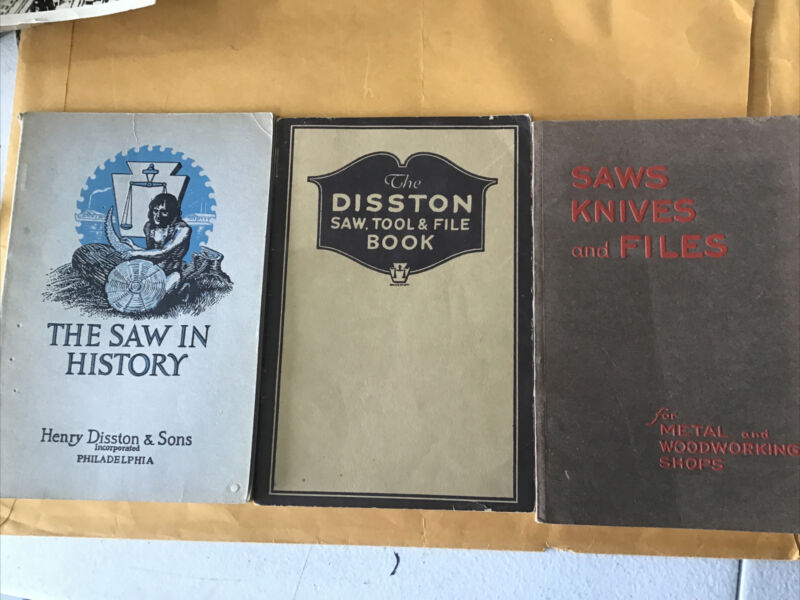 THE SAW IN
HISTORY
Henry Disston & Sons
Incorporated
PHILADELPHIA
The
DISSTON
SAW, TOOL & FILE
BOOK
SAWS
KNIVES
and FILES
for
METAL and
WOODWORKING
SHOPS